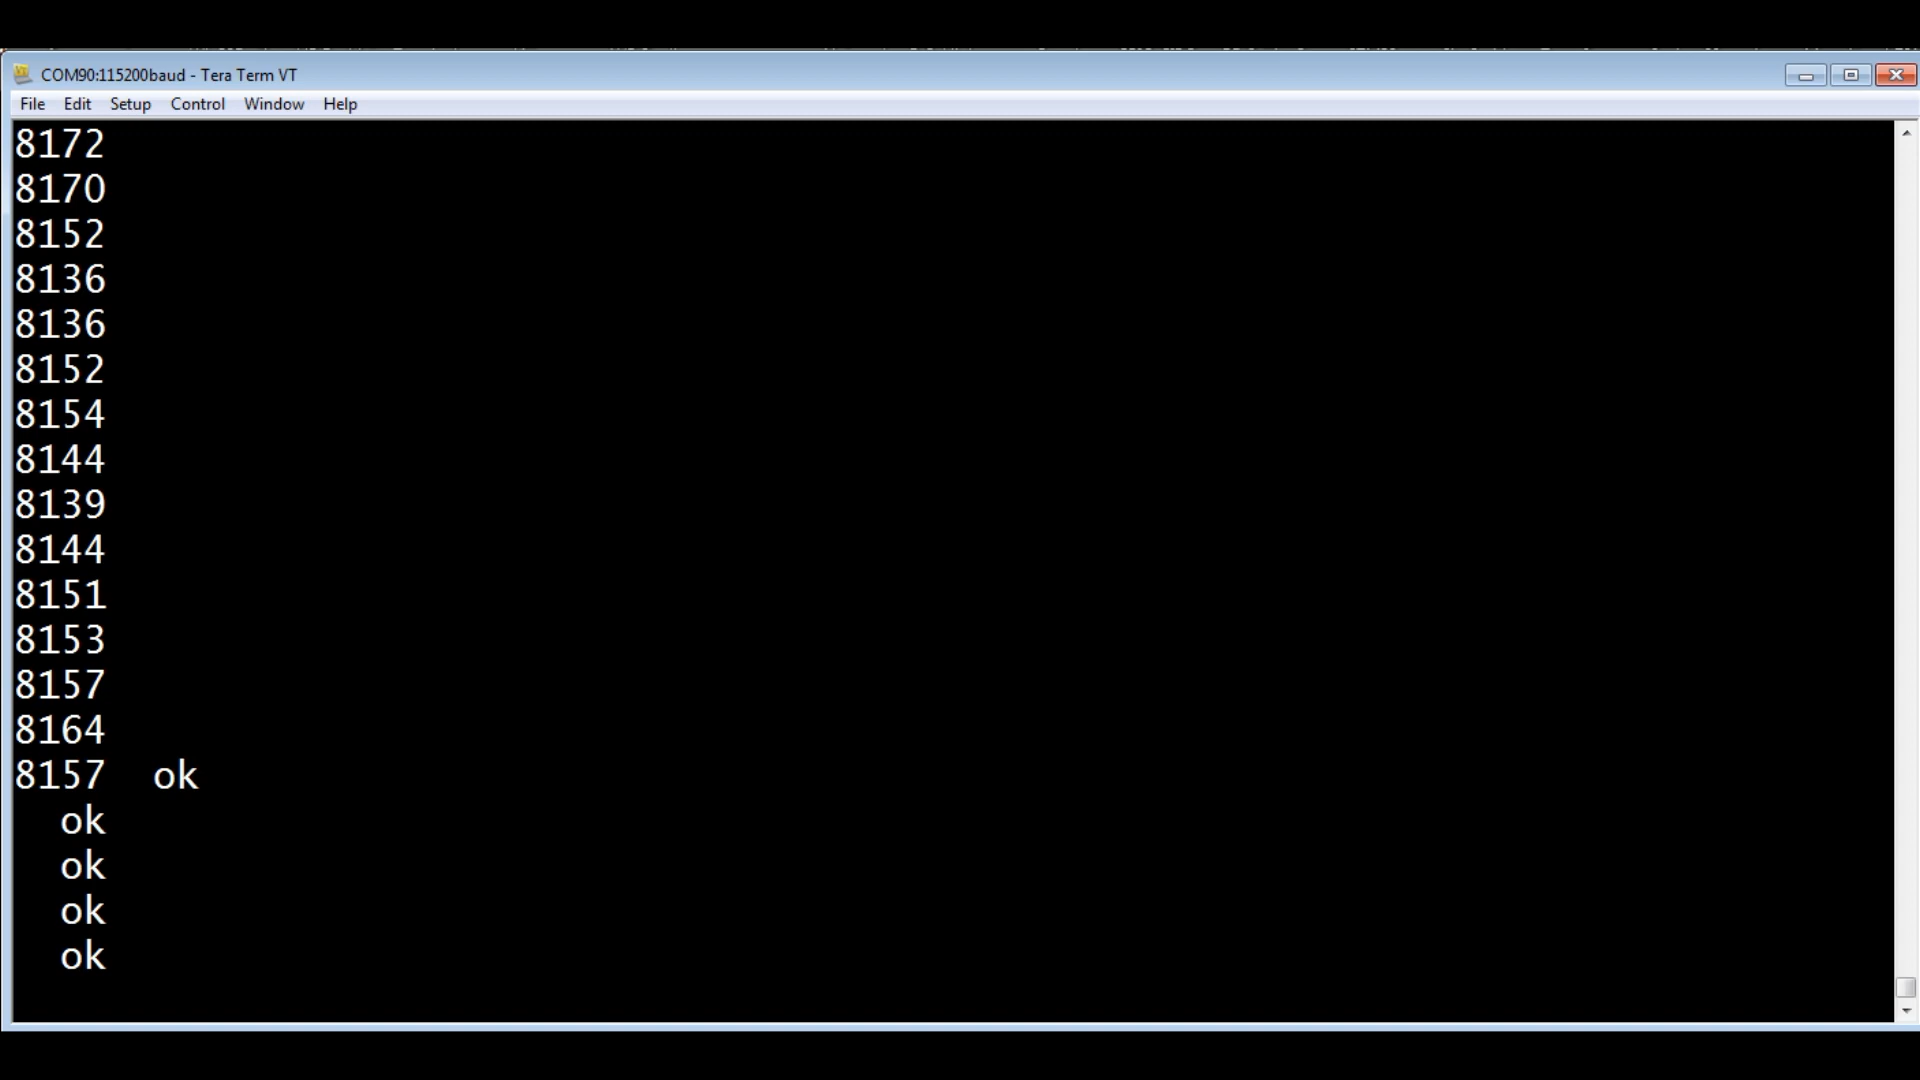 COM90:115200baud - Tera Term VT
File Edit Setup Control Window Help
8172
8170
8152
8136
8136
8152
8154
8144
8139
8144
8151
8153
8157
8164
8157 ok
ok
ok
ok
ok